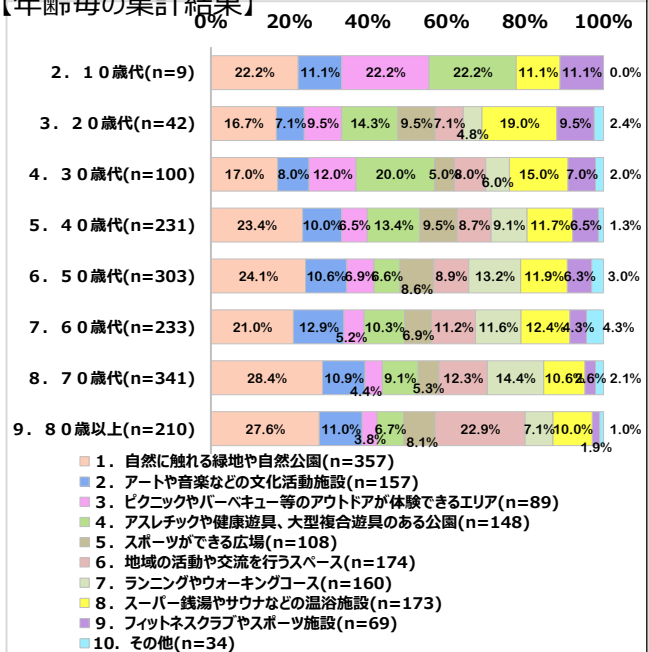 【年齢毎の集計結果】
0% 20% 40% 60% 80% 100%
2．10歳代(n=9) 22.2% 11.1% 22.2% 22.2% 11.1% 11.1% 0.0%
3．20歳代(n=42) 16.7% 7.1% 9.5% 14.3% 9.5% 7.1% 4.8% 19.0% 9.5% 2.4%
4．30歳代(n=100) 17.0% 8.0% 12.0% 20.0% 5.0% 8.0% 6.0% 15.0% 7.0% 2.0%
5．40歳代(n=231) 23.4% 10.0% 6.5% 13.4% 9.5% 8.7% 9.1% 11.7% 6.5% 1.3%
6．50歳代(n=303) 24.1% 10.6% 6.9% 6.6% 8.6% 8.9% 13.2% 11.9% 6.3% 3.0%
7．60歳代(n=233) 21.0% 12.9% 5.2% 10.3% 6.9% 11.2% 11.6% 12.4% 4.3% 4.3%
8．70歳代(n=341) 28.4% 10.9% 4.4% 9.1% 5.3% 12.3% 14.4% 10.6% 2.6% 2.1%
9．80歳以上(n=210) 27.6% 11.0% 3.8% 6.7% 8.1% 22.9% 7.1% 10.0% 1.9% 1.0%
1．自然に触れる緑地や自然公園(n=357)
2．アートや音楽などの文化活動施設(n=157)
3．ピクニックやバーベキュー等のアウトドアが体験できるエリア(n=89)
4．アスレチックや健康遊具、大型複合遊具のある公園(n=148)
5．スポーツができる広場(n=108)
6．地域の活動や交流を行うスペース(n=174)
7．ランニングやウォーキングコース(n=160)
8．スーパー銭湯やサウナなどの温浴施設(n=173)
9．フィットネスクラブやスポーツ施設(n=69)
10．その他(n=34)